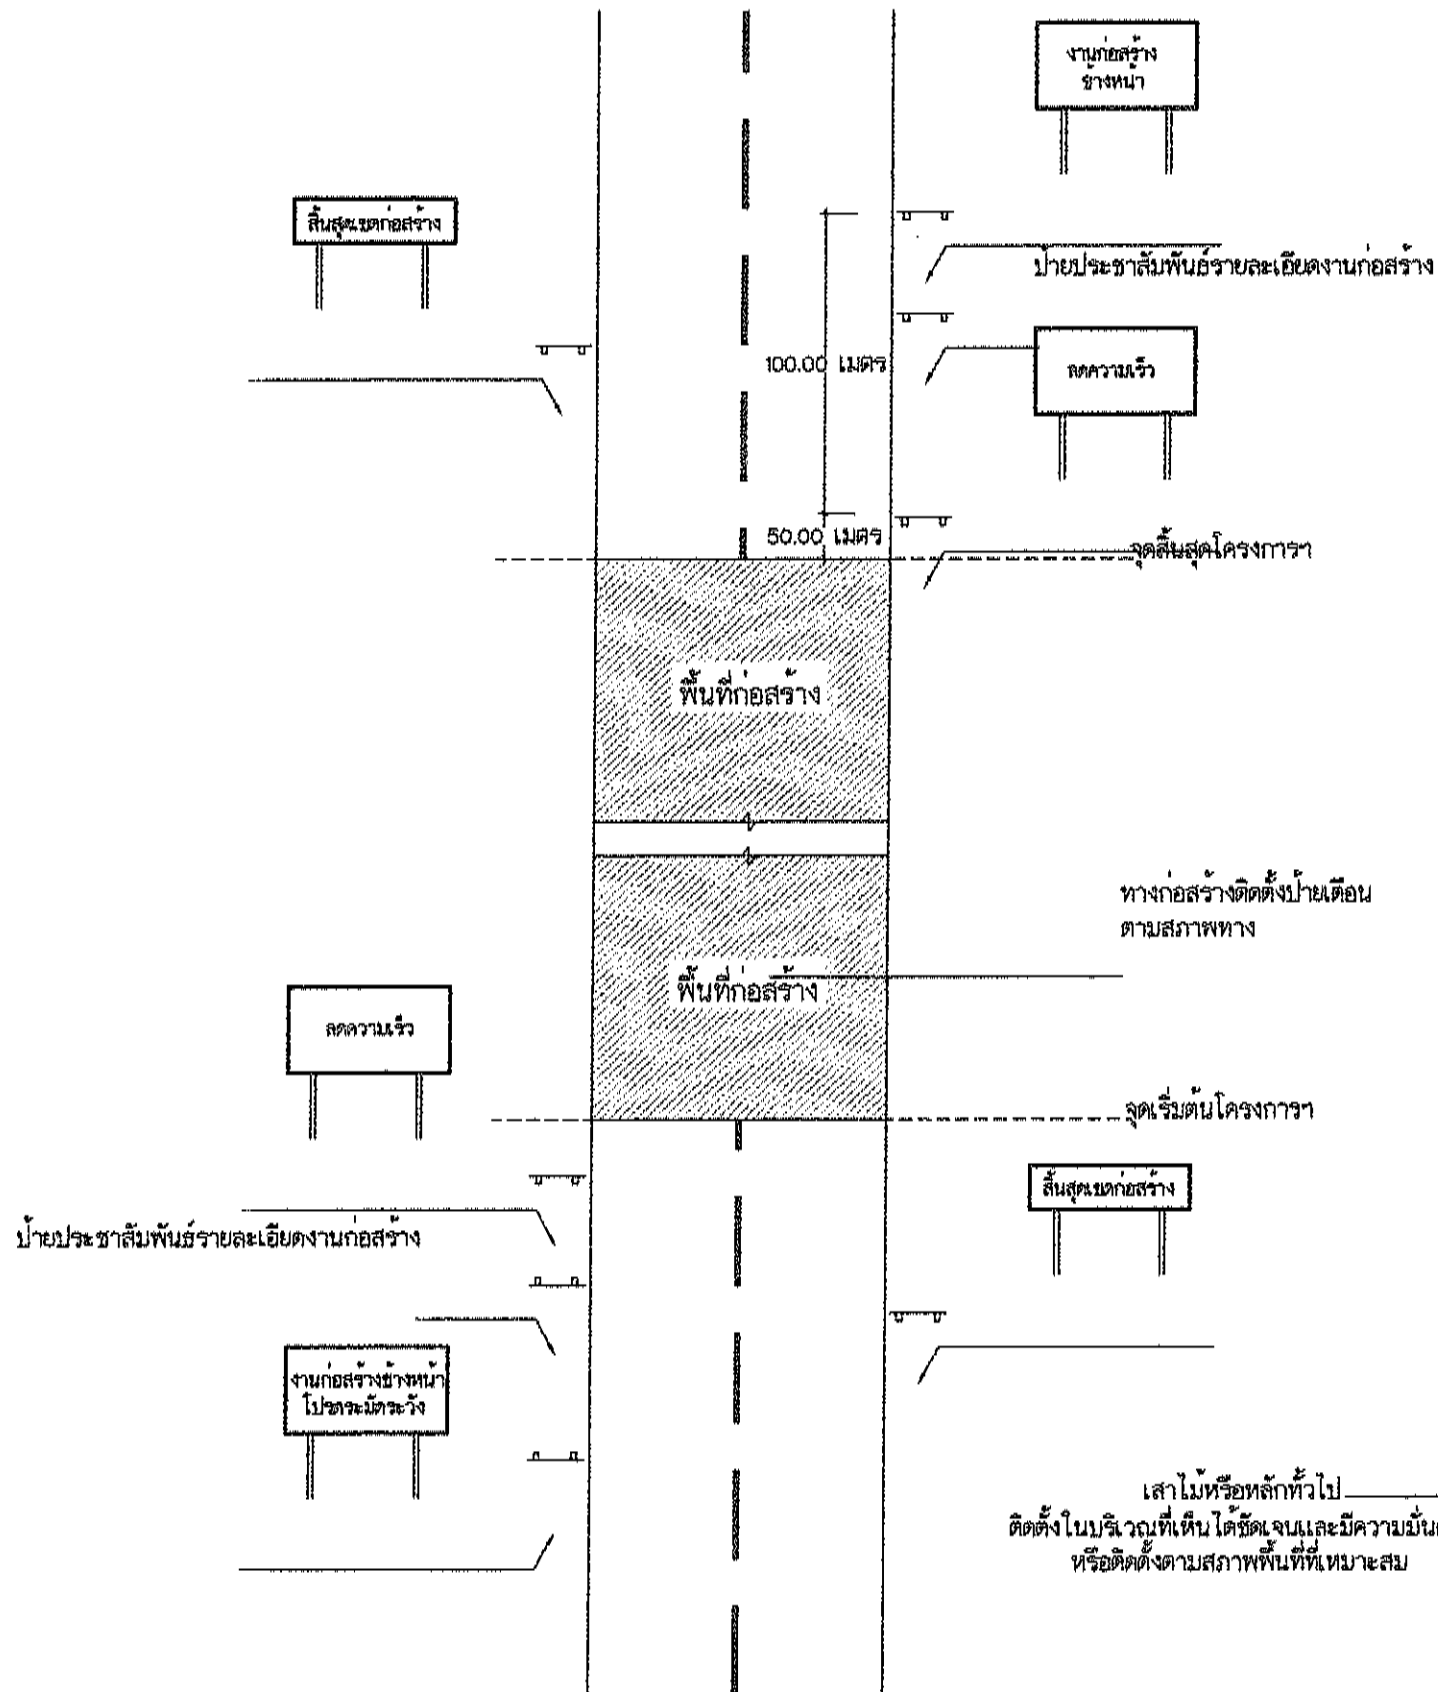 งานก่อสร้าง
ข้างหน้า
สิ้นสุดเขตก่อสร้าง
ป้ายประชาสัมพันธ์รายละเอียดงานก่อสร้าง
100.00 เมตร
ลดความเร็ว
50.00 เมตร
จุดสิ้นสุดโครงการฯ
พื้นที่ก่อสร้าง
ทางก่อสร้างติดตั้งป้ายเตือน
ตามสภาพทาง
พื้นที่ก่อสร้าง
ลดความเร็ว
จุดเริ่มต้นโครงการฯ
สิ้นสุดเขตก่อสร้าง
ป้ายประชาสัมพันธ์รายละเอียดงานก่อสร้าง
งานก่อสร้างข้างหน้า
โปรดระมัดระวัง
เสาไม้หรือหลักทั่วไป
ติดตั้งในบริเวณที่เห็นได้ชัดเจนและมีความมั่น
หรือติดตั้งตามสภาพพื้นที่ที่เหมาะสม